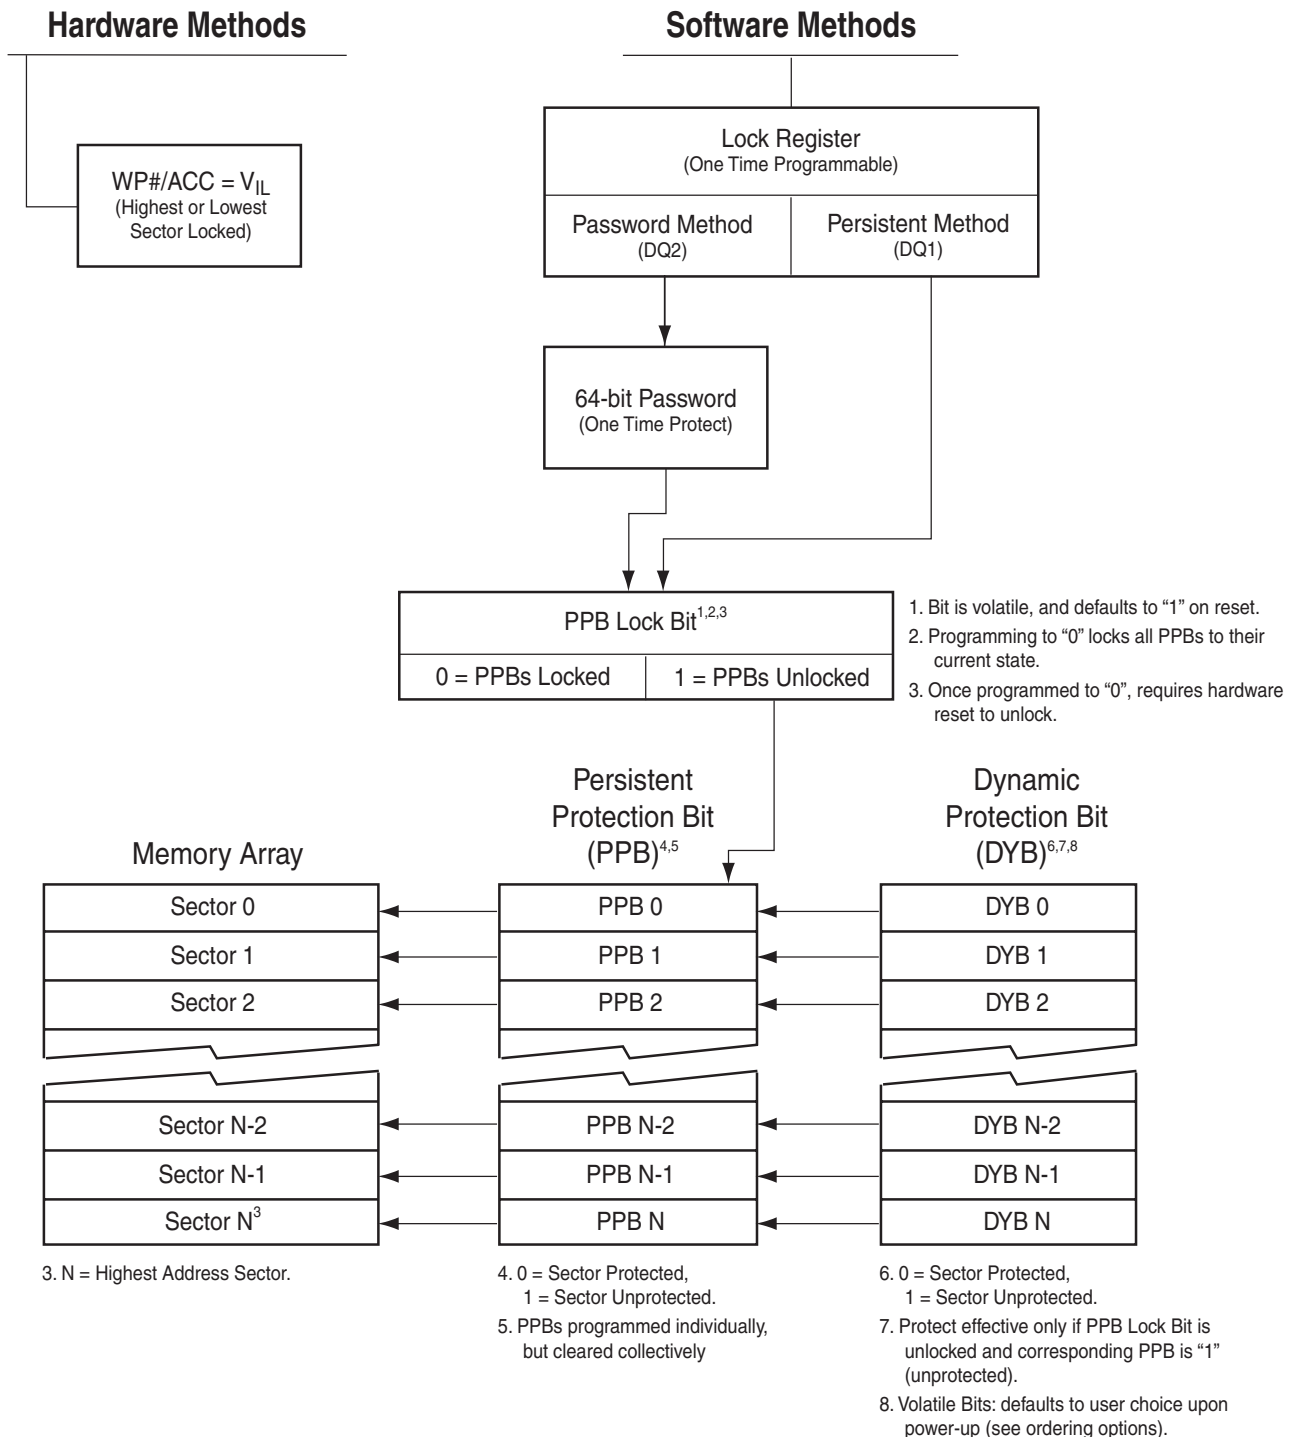 Hardware Methods
Software Methods
WP#/ACC = VIL
(Highest or Lowest
Sector Locked)
Lock Register
(One Time Programmable)
Password Method
(DQ2)
Persistent Method
(DQ1)
64-bit Password
(One Time Protect)
PPB Lock Bit1,2,3
0 = PPBs Locked
1 = PPBs Unlocked
1. Bit is volatile, and defaults to “1” on reset.
2. Programming to “0” locks all PPBs to their
current state.
3. Once programmed to “0”, requires hardware
reset to unlock.
Memory Array
Persistent
Protection Bit
(PPB)4,5
Dynamic
Protection Bit
(DYB)6,7,8
Sector 0
PPB 0
DYB 0
Sector 1
PPB 1
DYB 1
Sector 2
PPB 2
DYB 2
Sector N-2
PPB N-2
DYB N-2
Sector N-1
PPB N-1
DYB N-1
Sector N3
PPB N
DYB N
3. N = Highest Address Sector.
4. 0 = Sector Protected,
1 = Sector Unprotected.
5. PPBs programmed individually,
but cleared collectively
6. 0 = Sector Protected,
1 = Sector Unprotected.
7. Protect effective only if PPB Lock Bit is
unlocked and corresponding PPB is “1”
(unprotected).
8. Volatile Bits: defaults to user choice upon
power-up (see ordering options).